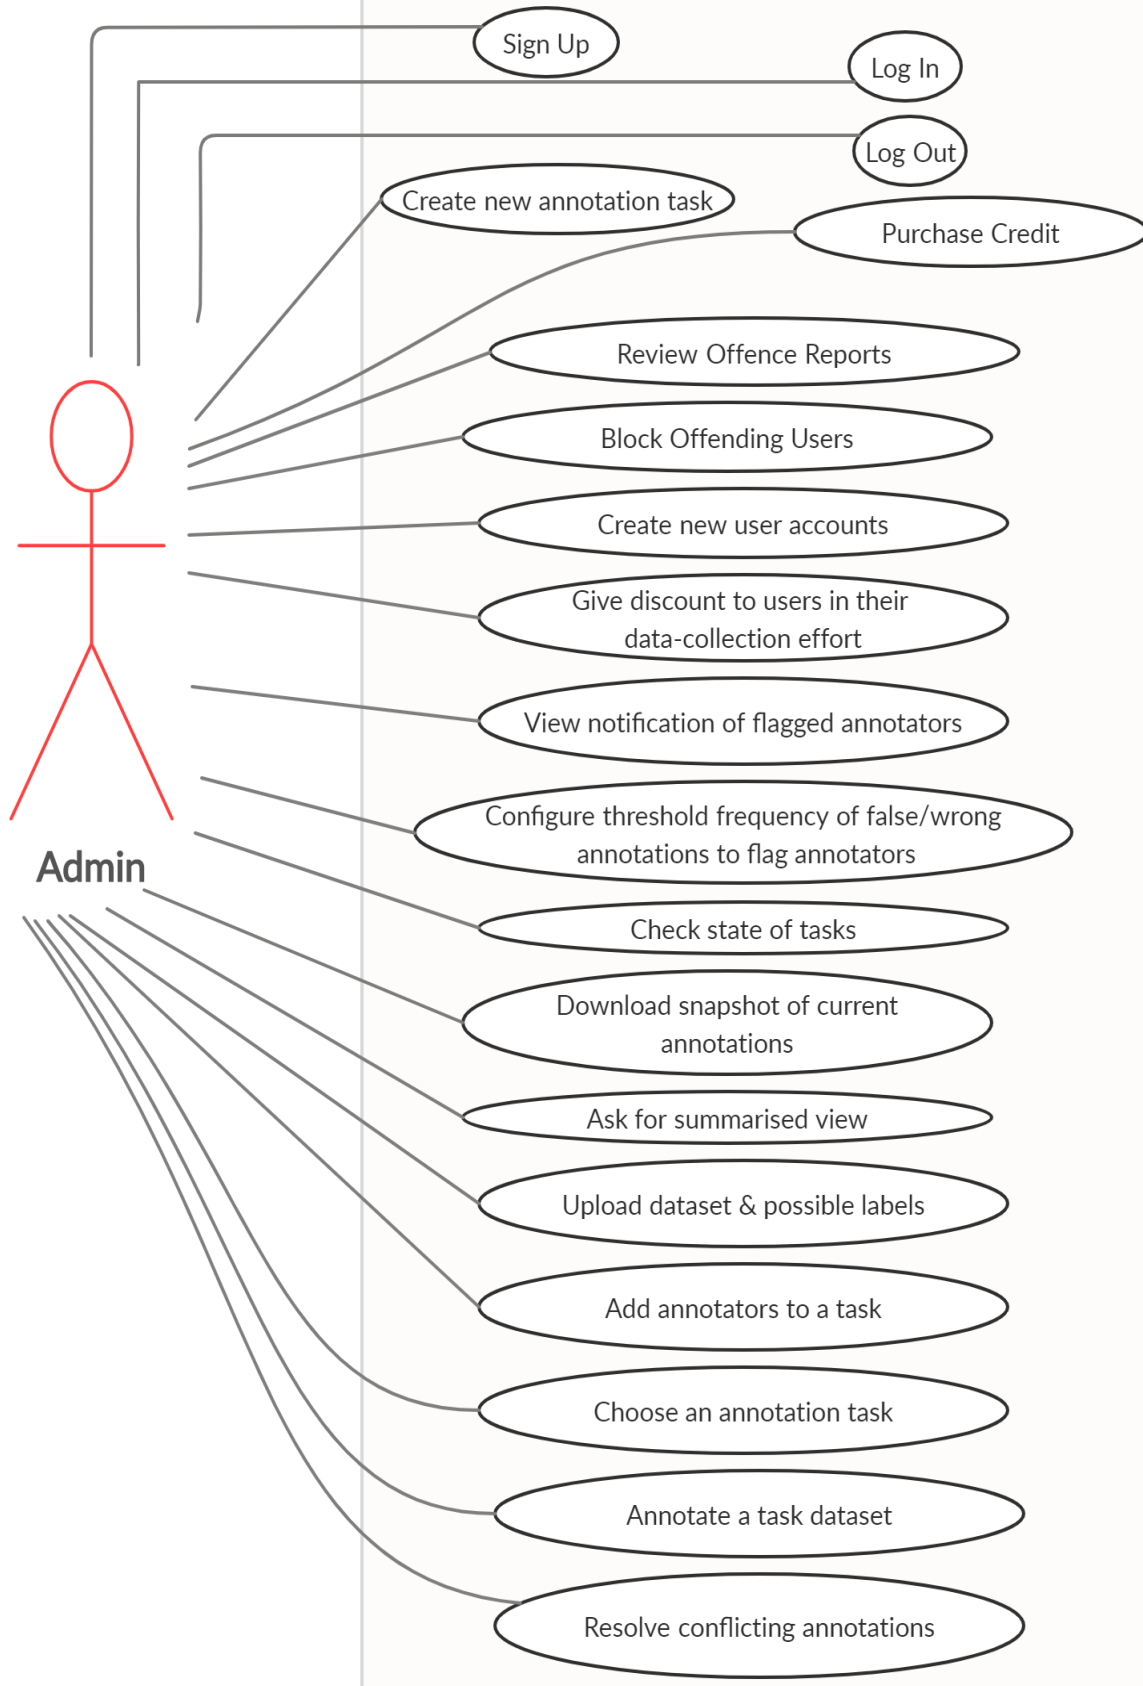 Sign Up
Log In
Log Out
Create new annotation task
Purchase Credit
Review Offence Reports
Block Offending Users
Create new user accounts
Give discount to users in their
data-collection effort
View notification of flagged annotators
Configure threshold frequency of false/wrong
annotations to flag annotators
Admin
Check state of tasks
Download snapshot of current
annotations
Ask for summarised view
Upload dataset & possible labels
Add annotators to a task
Choose an annotation task
Annotate a task dataset
Resolve conflicting annotations